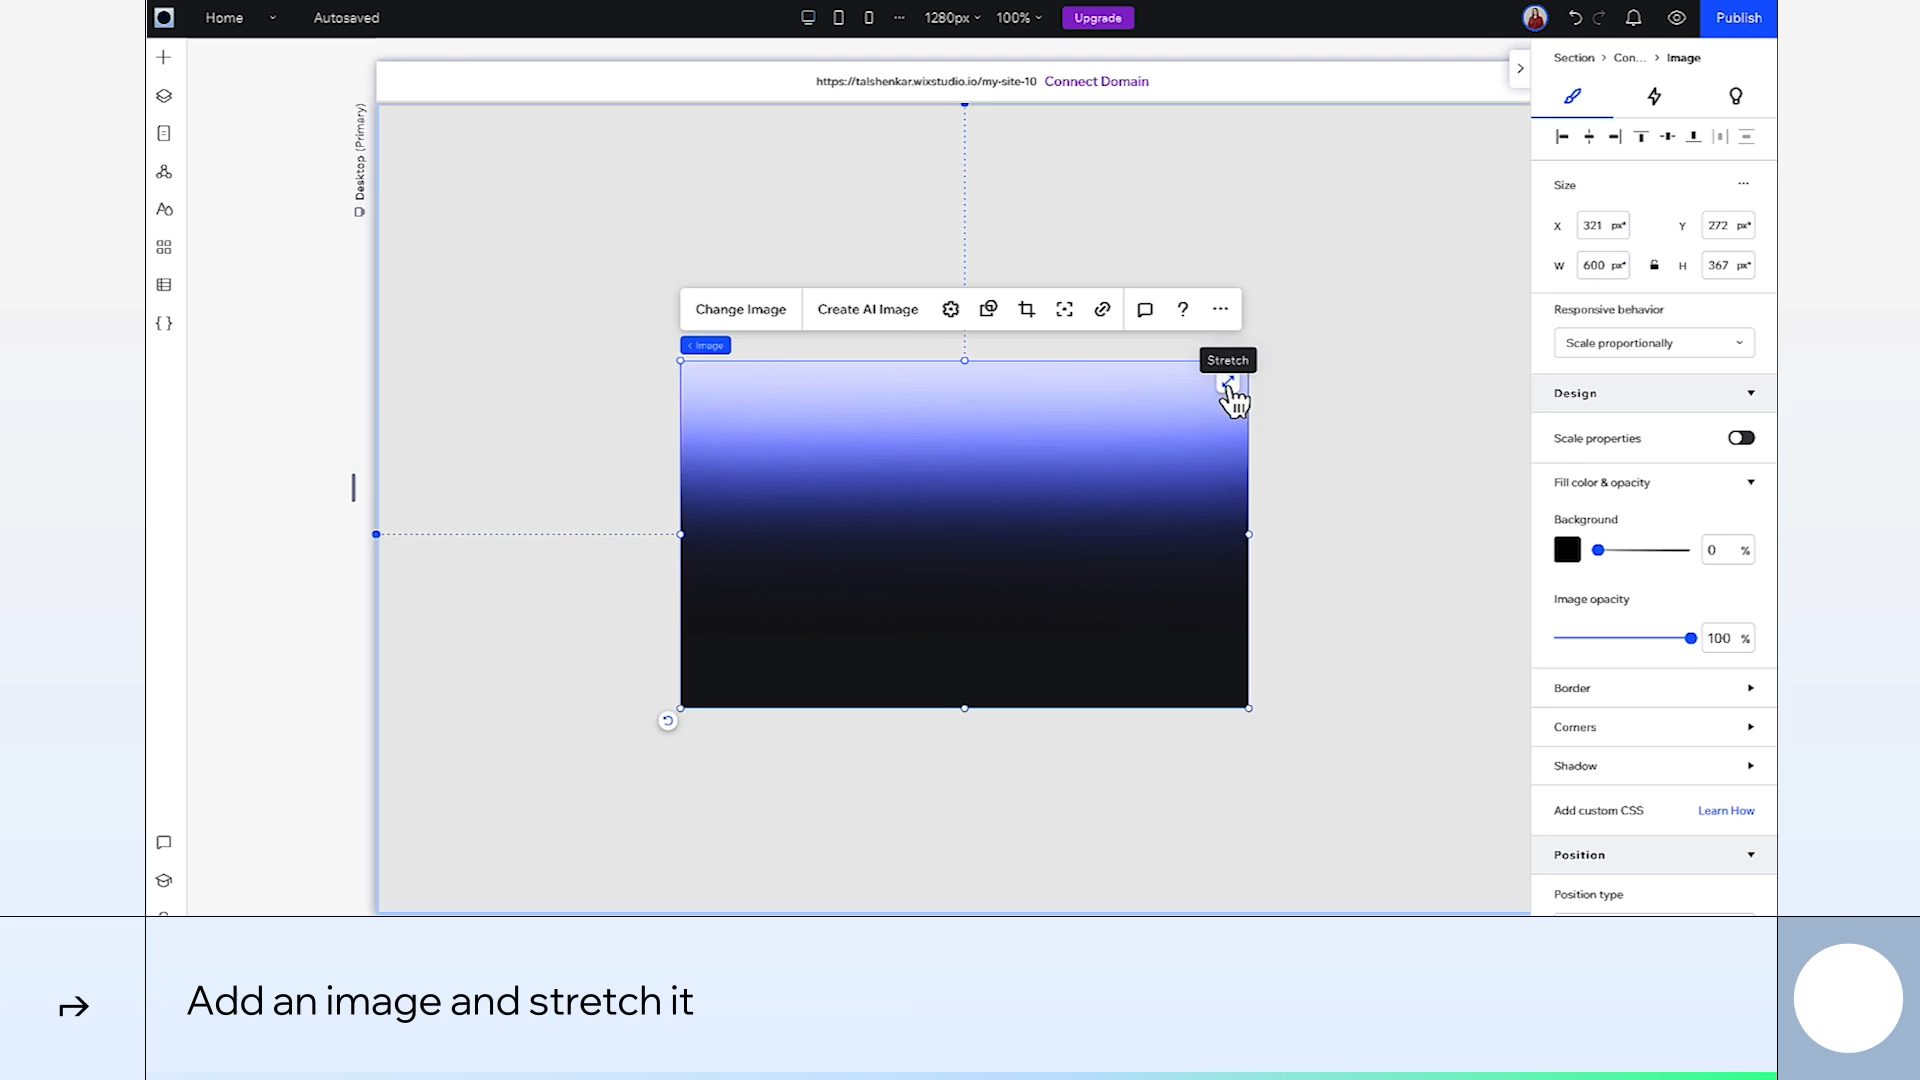 Home
Autosaved
1280px
100%
Upgrade
Publish
https://talshenkar.wixstudio.io/my-site-10 Connect Domain
Desktop (Primary)
Section > Con... > Image
Size
X 321 px*
Y 272 px*
W 600 px*
H 367 px*
Responsive behavior
Scale proportionally
Design
Scale properties
Fill color & opacity
Background
0 %
Image opacity
100 %
Border
Corners
Shadow
Add custom CSS Learn How
Position
Position type
Change Image
Create AI Image
?
< Image
Stretch
Add an image and stretch it